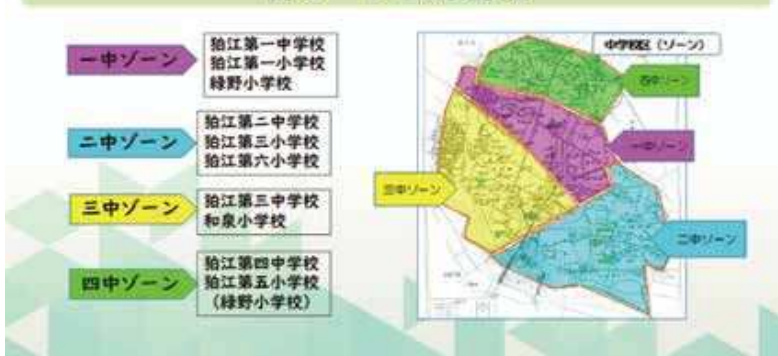 一中ゾーン
狛江第一中学校
狛江第一小学校
緑野小学校
二中ゾーン
狛江第二中学校
狛江第三小学校
狛江第六小学校
三中ゾーン
狛江第三中学校
和泉小学校
四中ゾーン
狛江第四中学校
狛江第五小学校
（緑野小学校）
中学校区（ゾーン）
四中ゾーン
一中ゾーン
三中ゾーン
二中ゾーン